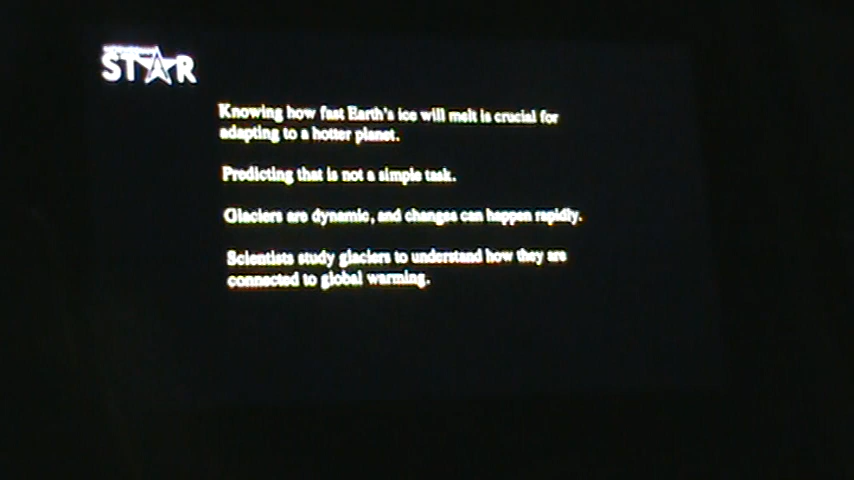 STAR
Knowing how fast Earth's ice will melt is crucial for
adapting to a hotter planet.
Predicting that is not a simple task.
Glaciers are dynamic, and changes can happen rapidly.
Scientists study glaciers to understand how they are
connected to global warming.